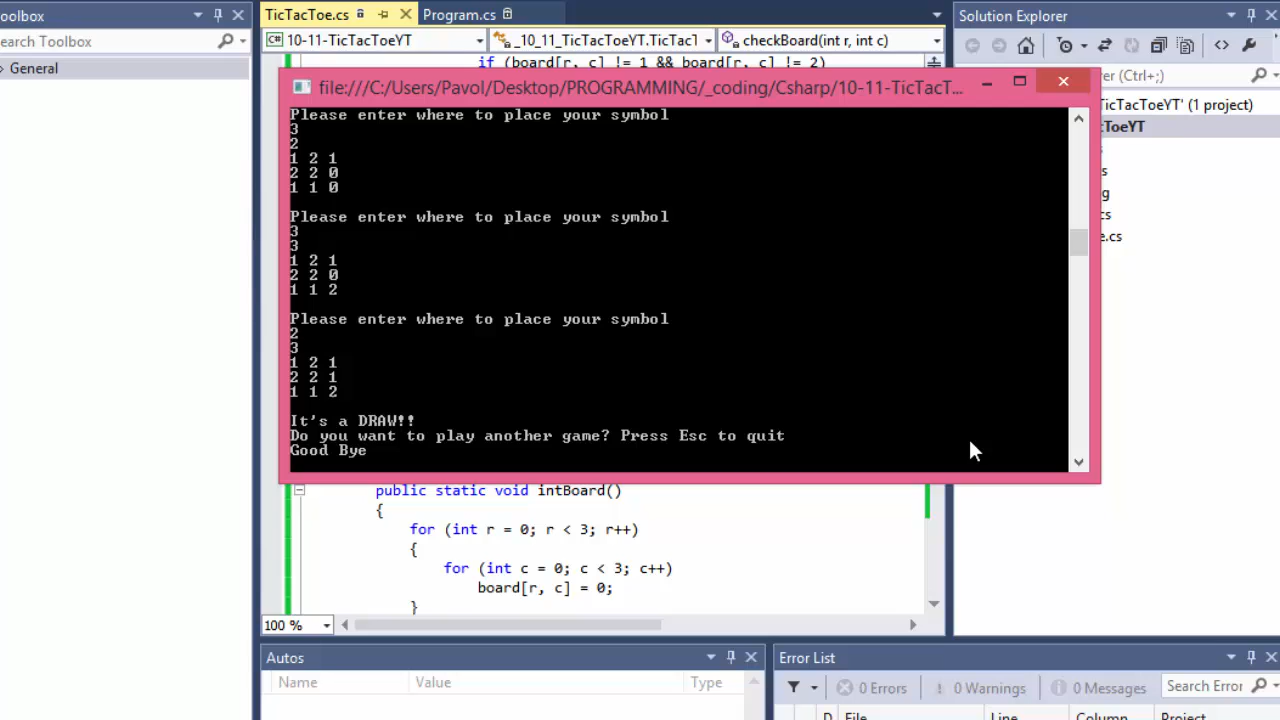 oolbox
earch Toolbox
General
TicTacToe.cs
Program.cs
10-11-TicTacToeYT
_10_11_TicTacToeYT.TicTacT
checkBoard(int r, int c)
if (board[r, c] != 1 && board[r, c] != 2)
file:///C:/Users/Pavol/Desktop/PROGRAMMING/_coding/Csharp/10-11-TicTacT...
Please enter where to place your symbol
3
2
1 2 1
2 2 0
1 1 0
Please enter where to place your symbol
3
3
1 2 1
2 2 0
1 1 2
Please enter where to place your symbol
2
3
1 2 1
2 2 1
1 1 2
It's a DRAW!!
Do you want to play another game? Press Esc to quit
Good Bye
public static void intBoard()
{
for (int r = 0; r < 3; r++)
{
for (int c = 0; c < 3; c++)
board[r, c] = 0;
}
100 %
Solution Explorer
rer (Ctrl+;)
TicTacToeYT' (1 project)
cToeYT
s
rs
g
cs
e.cs
Autos
Name Value Type
Error List
0 Errors 0 Warnings 0 Messages Search Error
D File Line Column Project